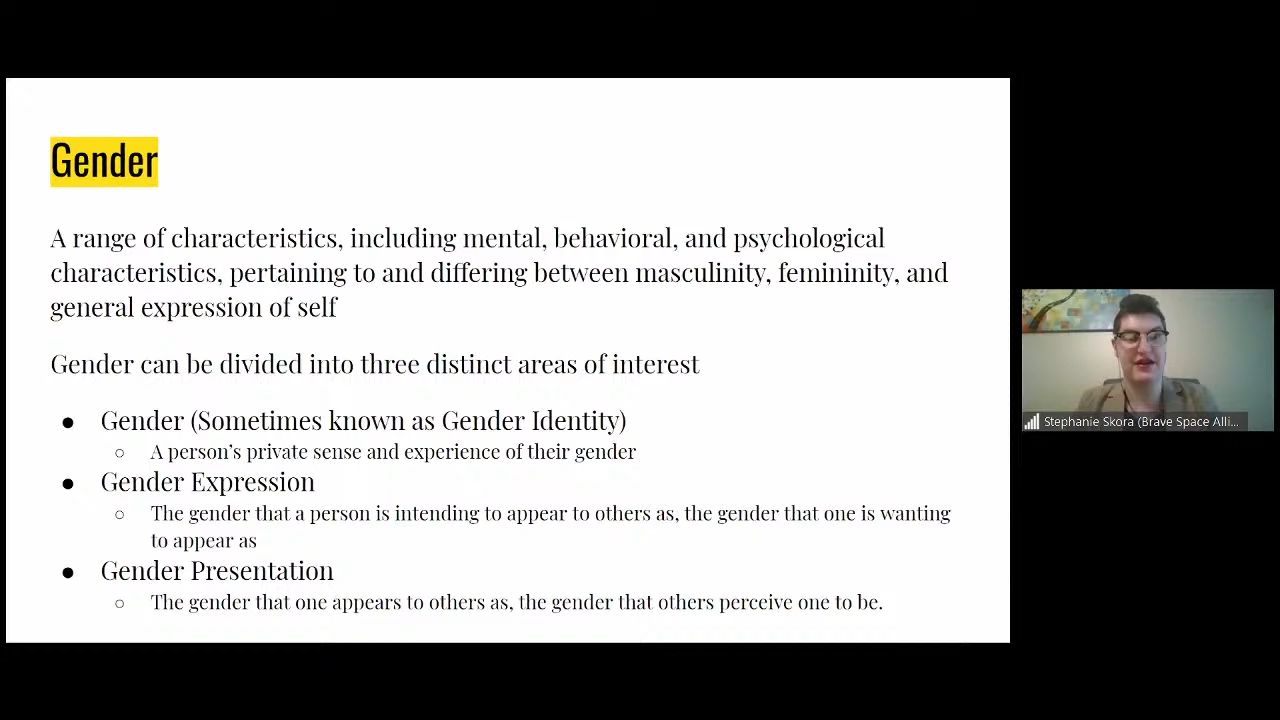 Gender
A range of characteristics, including mental, behavioral, and psychological
characteristics, pertaining to and differing between masculinity, femininity, and
general expression of self
Gender can be divided into three distinct areas of interest
● Gender (Sometimes known as Gender Identity)
○ A person's private sense and experience of their gender
● Gender Expression
○ The gender that a person is intending to appear to others as, the gender that one is wanting
to appear as
● Gender Presentation
○ The gender that one appears to others as, the gender that others perceive one to be.
Stephanie Skora (Brave Space Alli...